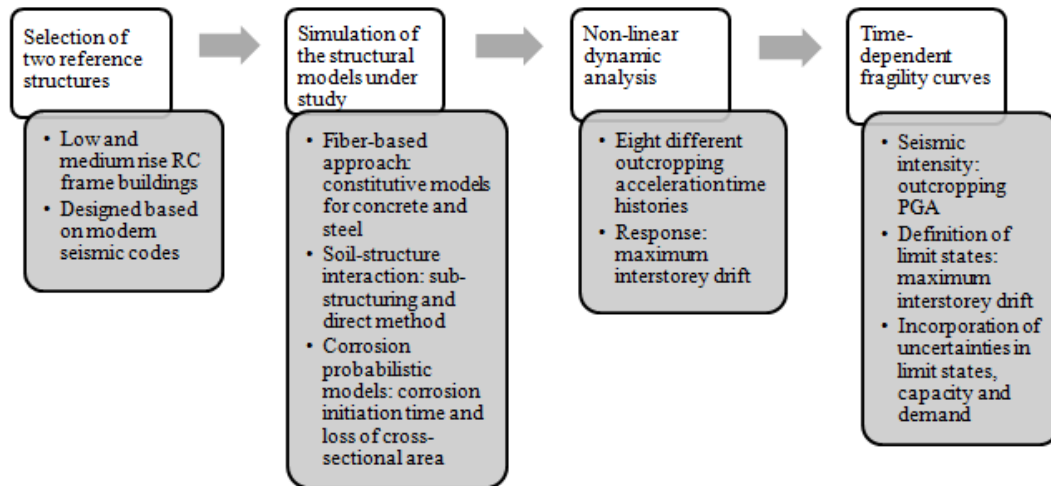 Selection of
two reference
structures
• Low and
medium rise RC
frame buildings
• Designed based
on modern
seismic codes
Simulation of
the structural
models under
study
• Fiber-based
approach:
constitutive models
for concrete and
steel
• Soil-structure
interaction: sub-
structuring and
direct method
• Corrosion
probabilistic
models: corrosion
initiation time and
loss of cross-
sectional area
Non-linear
dynamic
analysis
• Eight different
outcropping
acceleration time
histories
• Response:
maximum
interstorey drift
Time-
dependent
fragility curves
• Seismic
intensity:
outcropping
PGA
• Definition of
limit states:
maximum
interstorey drift
• Incorporation of
uncertainties in
limit states,
capacity and
demand